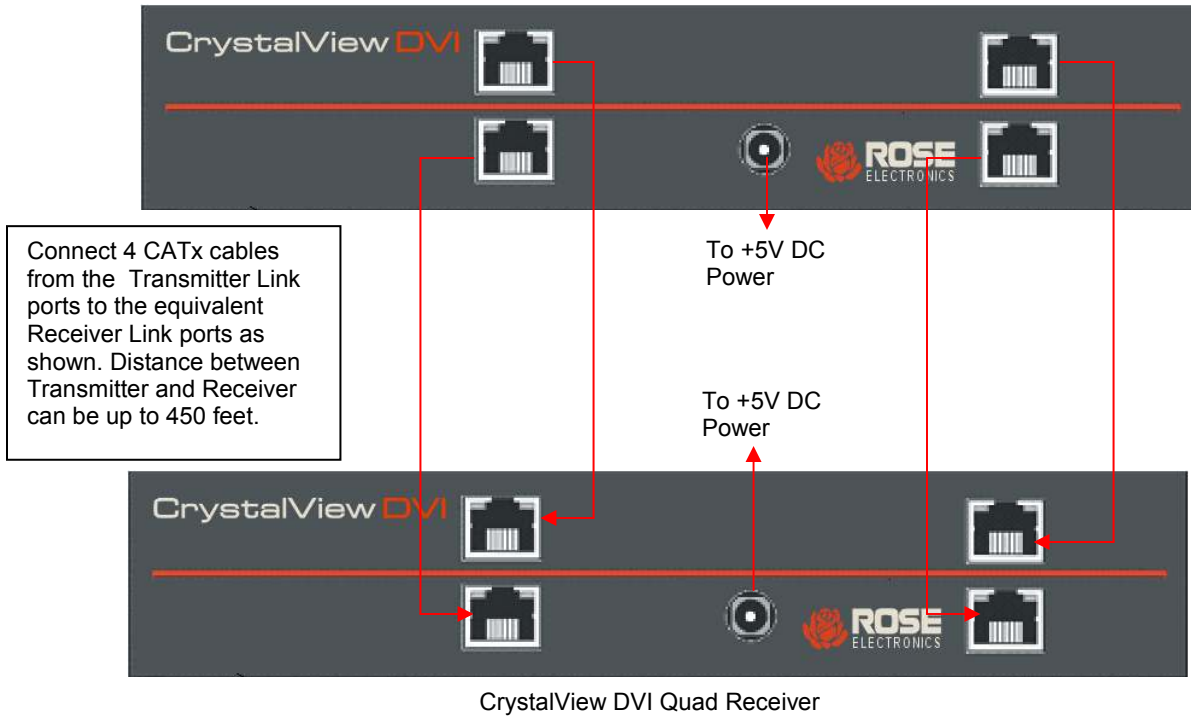 CrystalView DVI
ROSE
ELECTRONICS
Connect 4 CATx cables
from the Transmitter Link
ports to the equivalent
Receiver Link ports as
shown. Distance between
Transmitter and Receiver
can be up to 450 feet.
To +5V DC
Power
To +5V DC
Power
CrystalView DVI
ROSE
ELECTRONICS
CrystalView DVI Quad Receiver